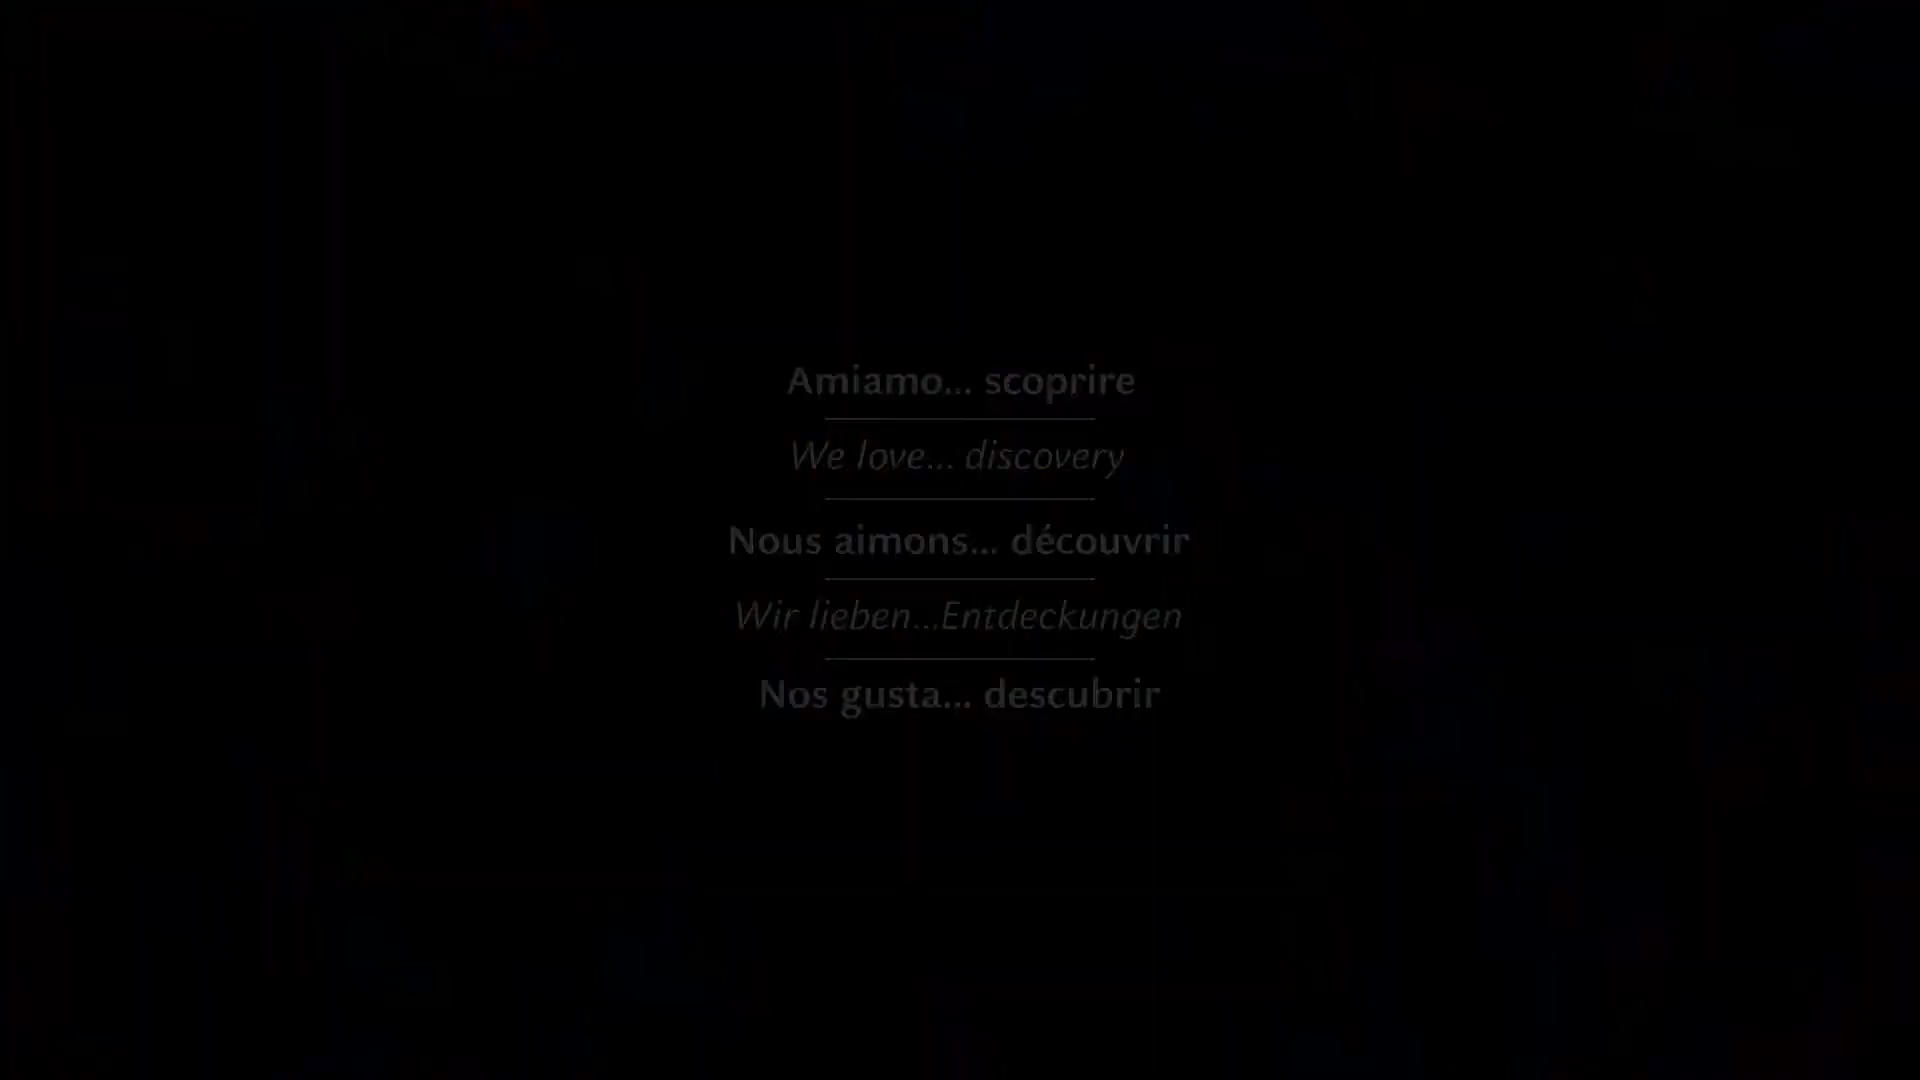 Amiamo... scoprire
We love... discovery
Nous aimons... découvrir
Wir lieben...Entdeckungen
Nos gusta... descubrir